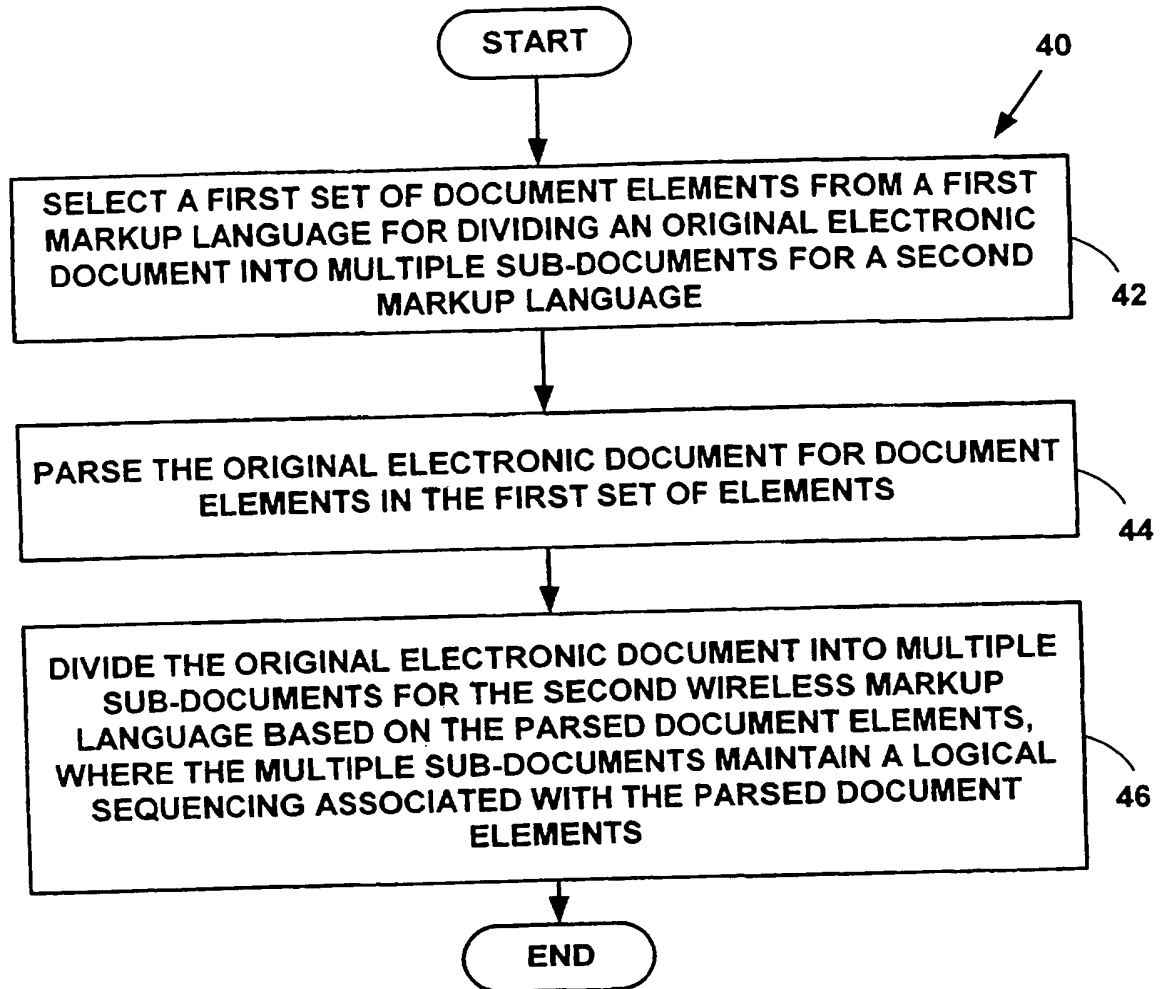 START
40
SELECT A FIRST SET OF DOCUMENT ELEMENTS FROM A FIRST
MARKUP LANGUAGE FOR DIVIDING AN ORIGINAL ELECTRONIC
DOCUMENT INTO MULTIPLE SUB-DOCUMENTS FOR A SECOND
MARKUP LANGUAGE
42
PARSE THE ORIGINAL ELECTRONIC DOCUMENT FOR DOCUMENT
ELEMENTS IN THE FIRST SET OF ELEMENTS
44
DIVIDE THE ORIGINAL ELECTRONIC DOCUMENT INTO MULTIPLE
SUB-DOCUMENTS FOR THE SECOND WIRELESS MARKUP
LANGUAGE BASED ON THE PARSED DOCUMENT ELEMENTS,
WHERE THE MULTIPLE SUB-DOCUMENTS MAINTAIN A LOGICAL
SEQUENCING ASSOCIATED WITH THE PARSED DOCUMENT
ELEMENTS
46
END